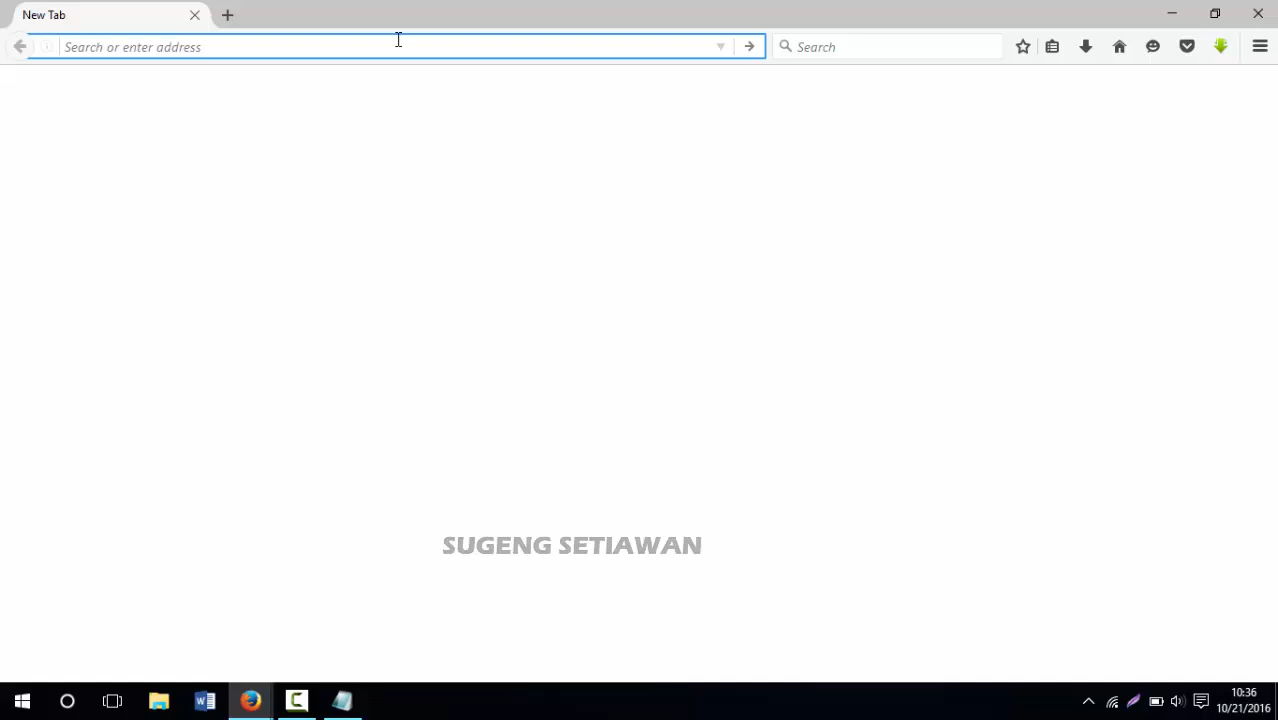 New Tab
Search or enter address
Search
SUGENG SETIAWAN
10:36
10/21/2016